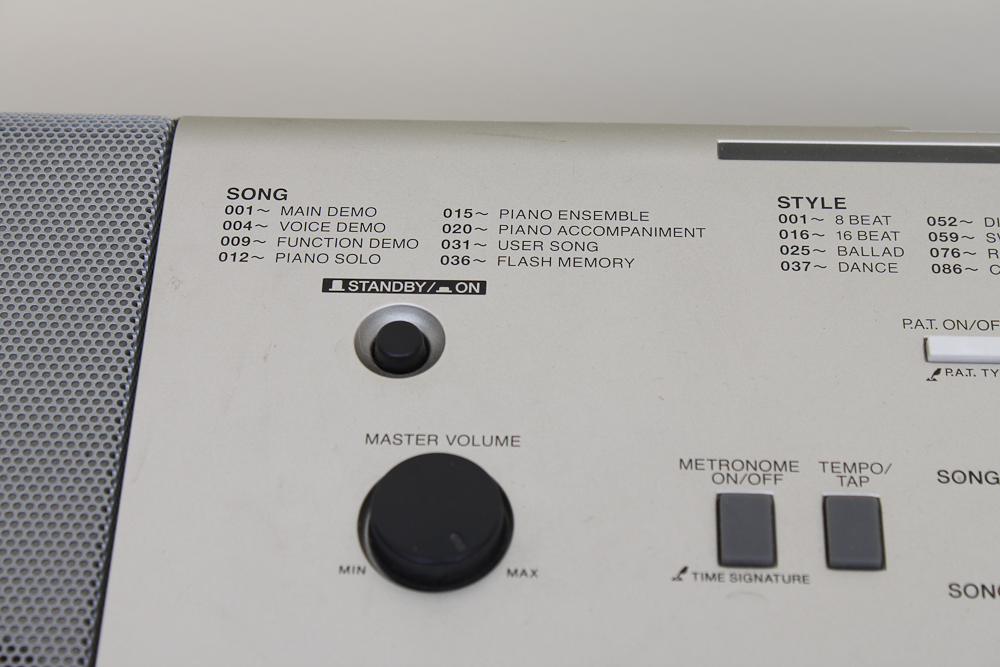 SONG
001~ MAIN DEMO
004~ VOICE DEMO
009~ FUNCTION DEMO
012~ PIANO SOLO
015~ PIANO ENSEMBLE
020~ PIANO ACCOMPANIMENT
031~ USER SONG
036~ FLASH MEMORY
STYLE
001~ 8 BEAT
016~ 16 BEAT
025~ BALLAD
037~ DANCE
052~
059~
076~
086~
STANDBY/ ON
P.A.T. ON/OF
P.A.T. TY
MASTER VOLUME
MIN
MAX
METRONOME
ON/OFF
TIME SIGNATURE
TEMPO/
TAP
SONG
SONG